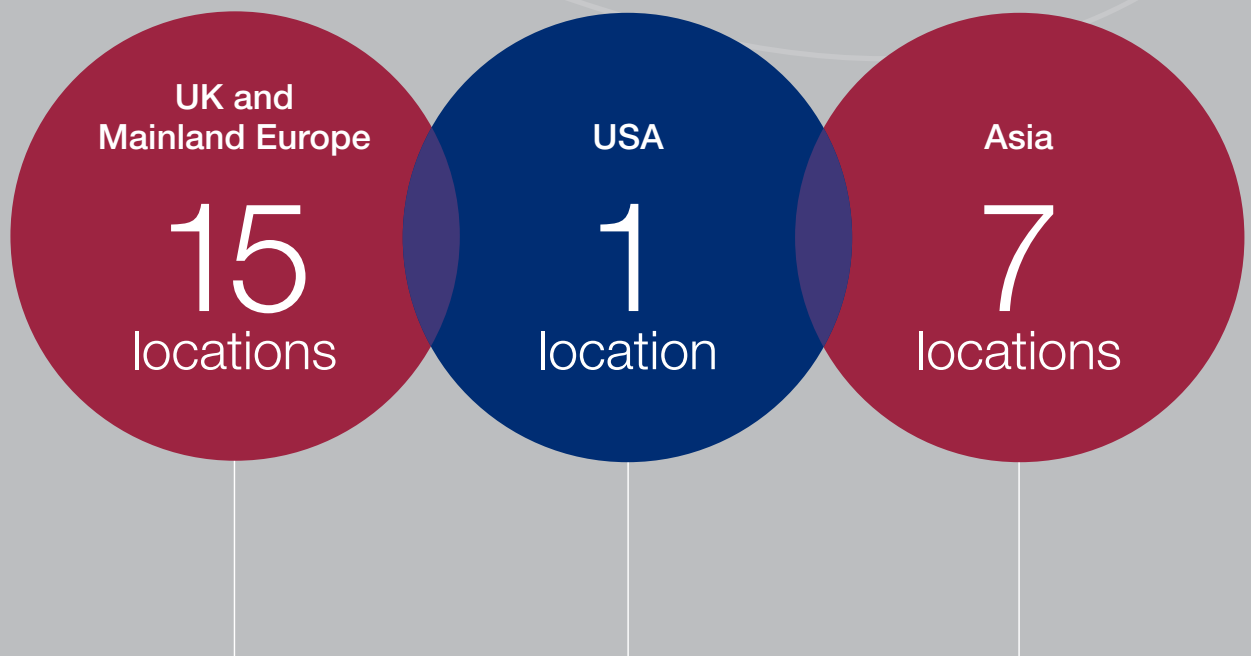 UK and
Mainland Europe
15
locations
USA
1
location
Asia
7
locations